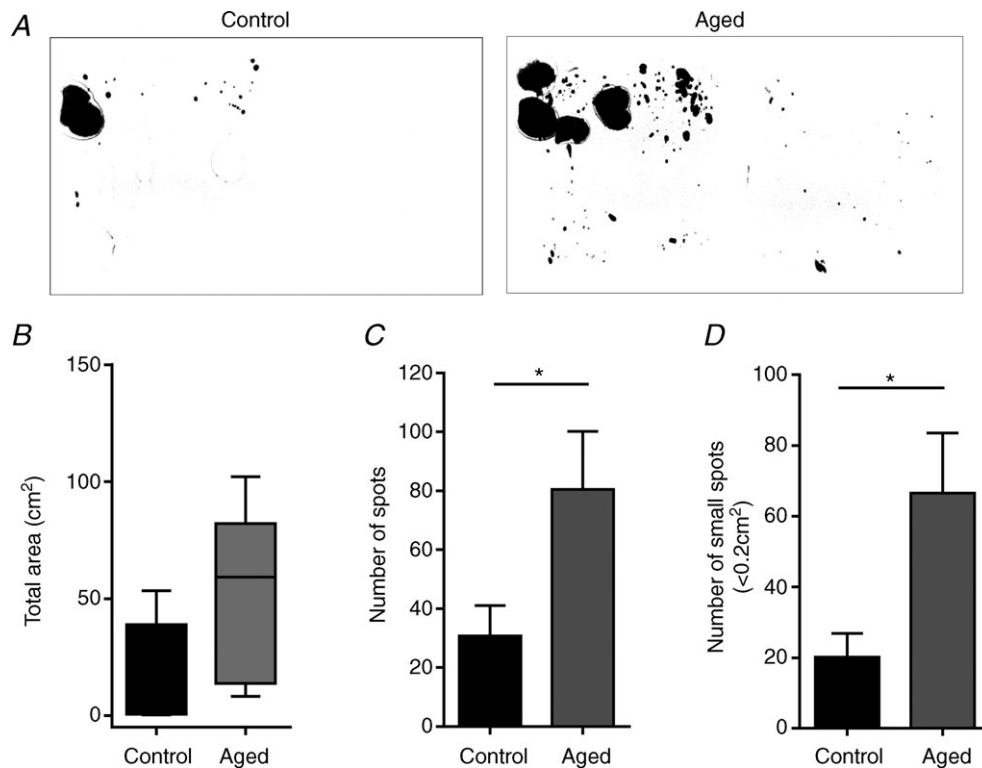 A
Control
Aged
B
Total area (cm²)
150
100
50
0
Control
Aged
C
Number of spots
120
100
80
60
40
20
0
*
Control
Aged
D
Number of small spots
(<0.2cm²)
100
80
60
40
20
0
*
Control
Aged